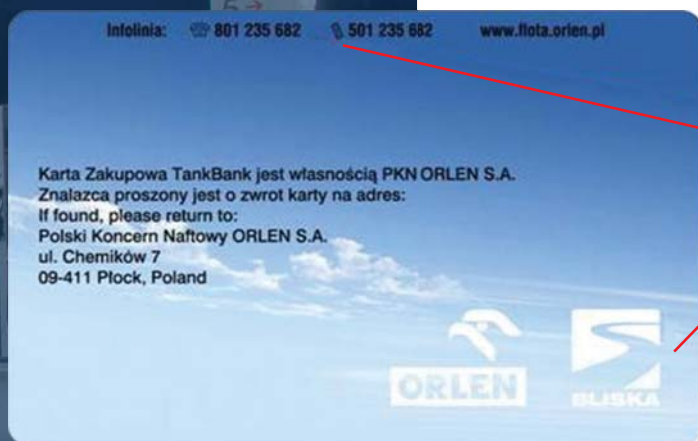 5→
Infolinia: 801 235 682 501 235 682 www.flota.orlen.pl
Karta Zakupowa TankBank jest własnością PKN ORLEN S.A.
Znalazca proszony jest o zwrot karty na adres:
If found, please return to:
Polski Koncern Naftowy ORLEN S.A.
ul. Chemików 7
09-411 Płock, Poland
ORLEN
BLISKA